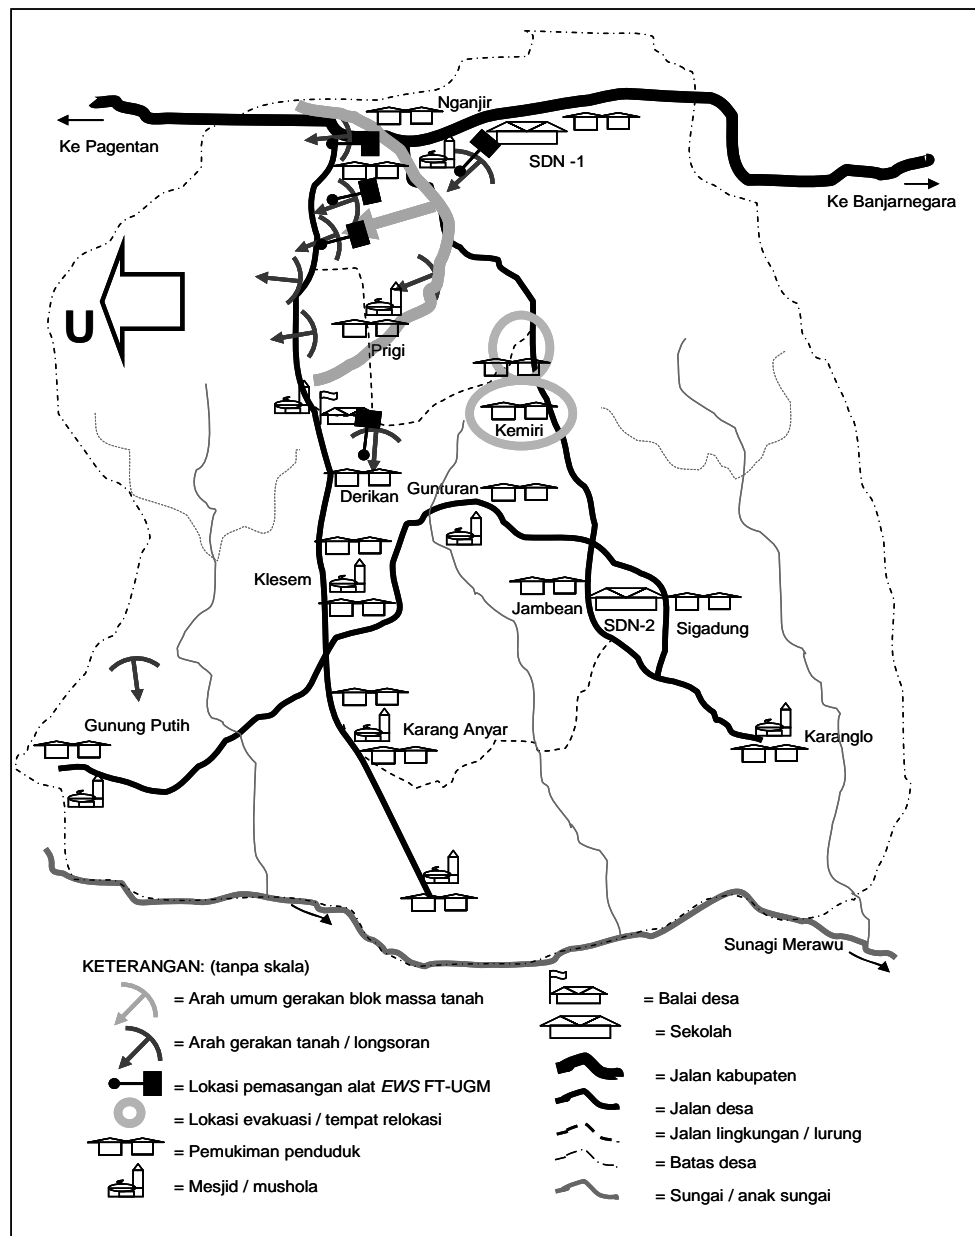 Nganjir
Ke Pagentan
SDN -1
Ke Banjarnegara
U
Prigi
Kemiri
Derikan
Gunturan
Klesem
Jambean
SDN-2
Sigadung
Gunung Putih
Karang Anyar
Karanglo
Sunagi Merawu
KETERANGAN: (tanpa skala)
= Arah umum gerakan blok massa tanah
= Arah gerakan tanah / longsoran
= Lokasi pemasangan alat EWS FT-UGM
= Lokasi evakuasi / tempat relokasi
= Pemukiman penduduk
= Mesjid / mushola
= Balai desa
= Sekolah
= Jalan kabupaten
= Jalan desa
= Jalan lingkungan / lurung
= Batas desa
= Sungai / anak sungai